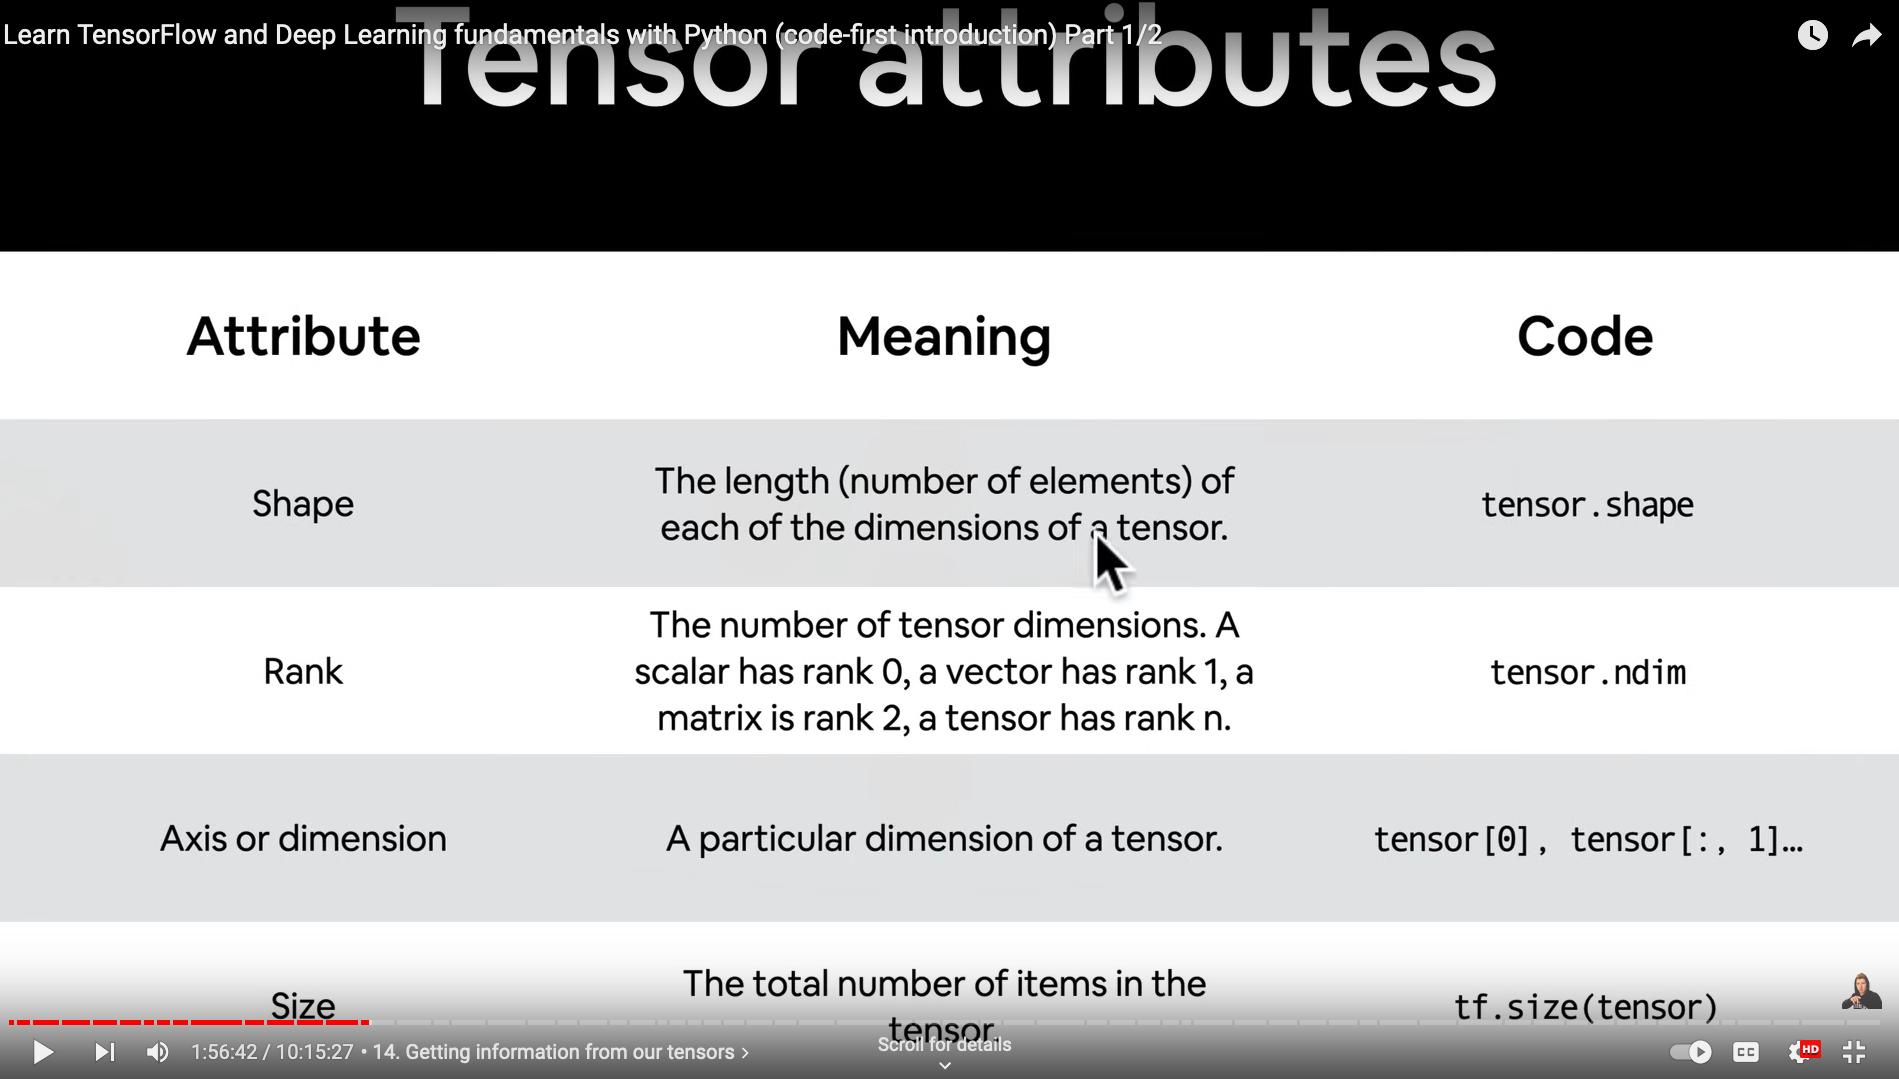 Learn TensorFlow and Deep Learning fundamentals with Python (code-first introduction) Part 1/2
Tensor attributes
Attribute Meaning Code
The length (number of elements) of
Shape each of the dimensions of a tensor. tensor.shape
The number of tensor dimensions. A
Rank scalar has rank 0, a vector has rank 1, a tensor.ndim
matrix is rank 2, a tensor has rank n.
Axis or dimension A particular dimension of a tensor. tensor[0], tensor[:, 1]…
The total number of items in the
Size tensor. tf.size(tensor)
Scroll for details
1:56:42 / 10:15:27 • 14. Getting information from our tensors
CC HD